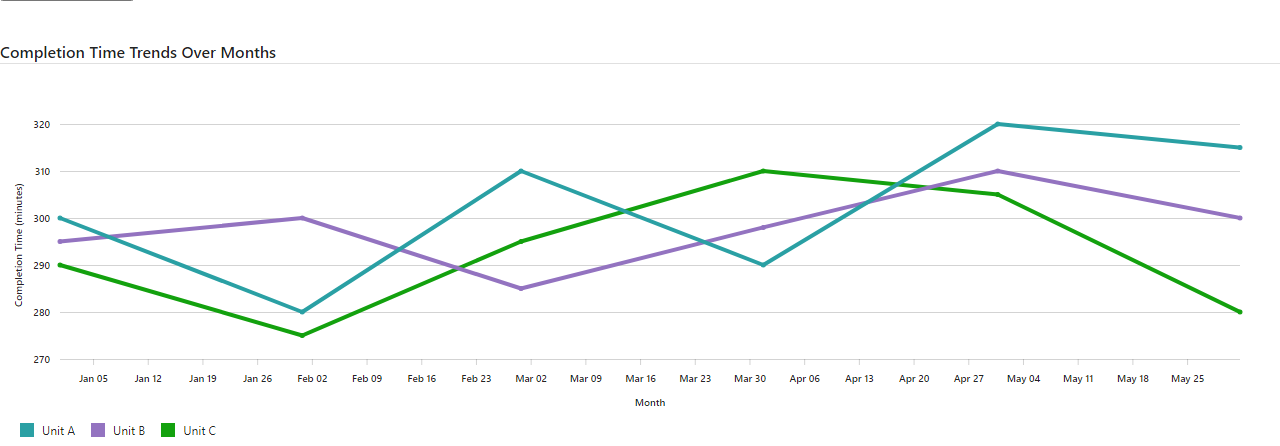 Completion Time Trends Over Months
320
310
300
290
280
270
Completion Time (minutes)
Jan 05 Jan 12 Jan 19 Jan 26 Feb 02 Feb 09 Feb 16 Feb 23 Mar 02 Mar 09 Mar 16 Mar 23 Mar 30 Apr 06 Apr 13 Apr 20 Apr 27 May 04 May 11 May 18 May 25
Month
Unit A Unit B Unit C